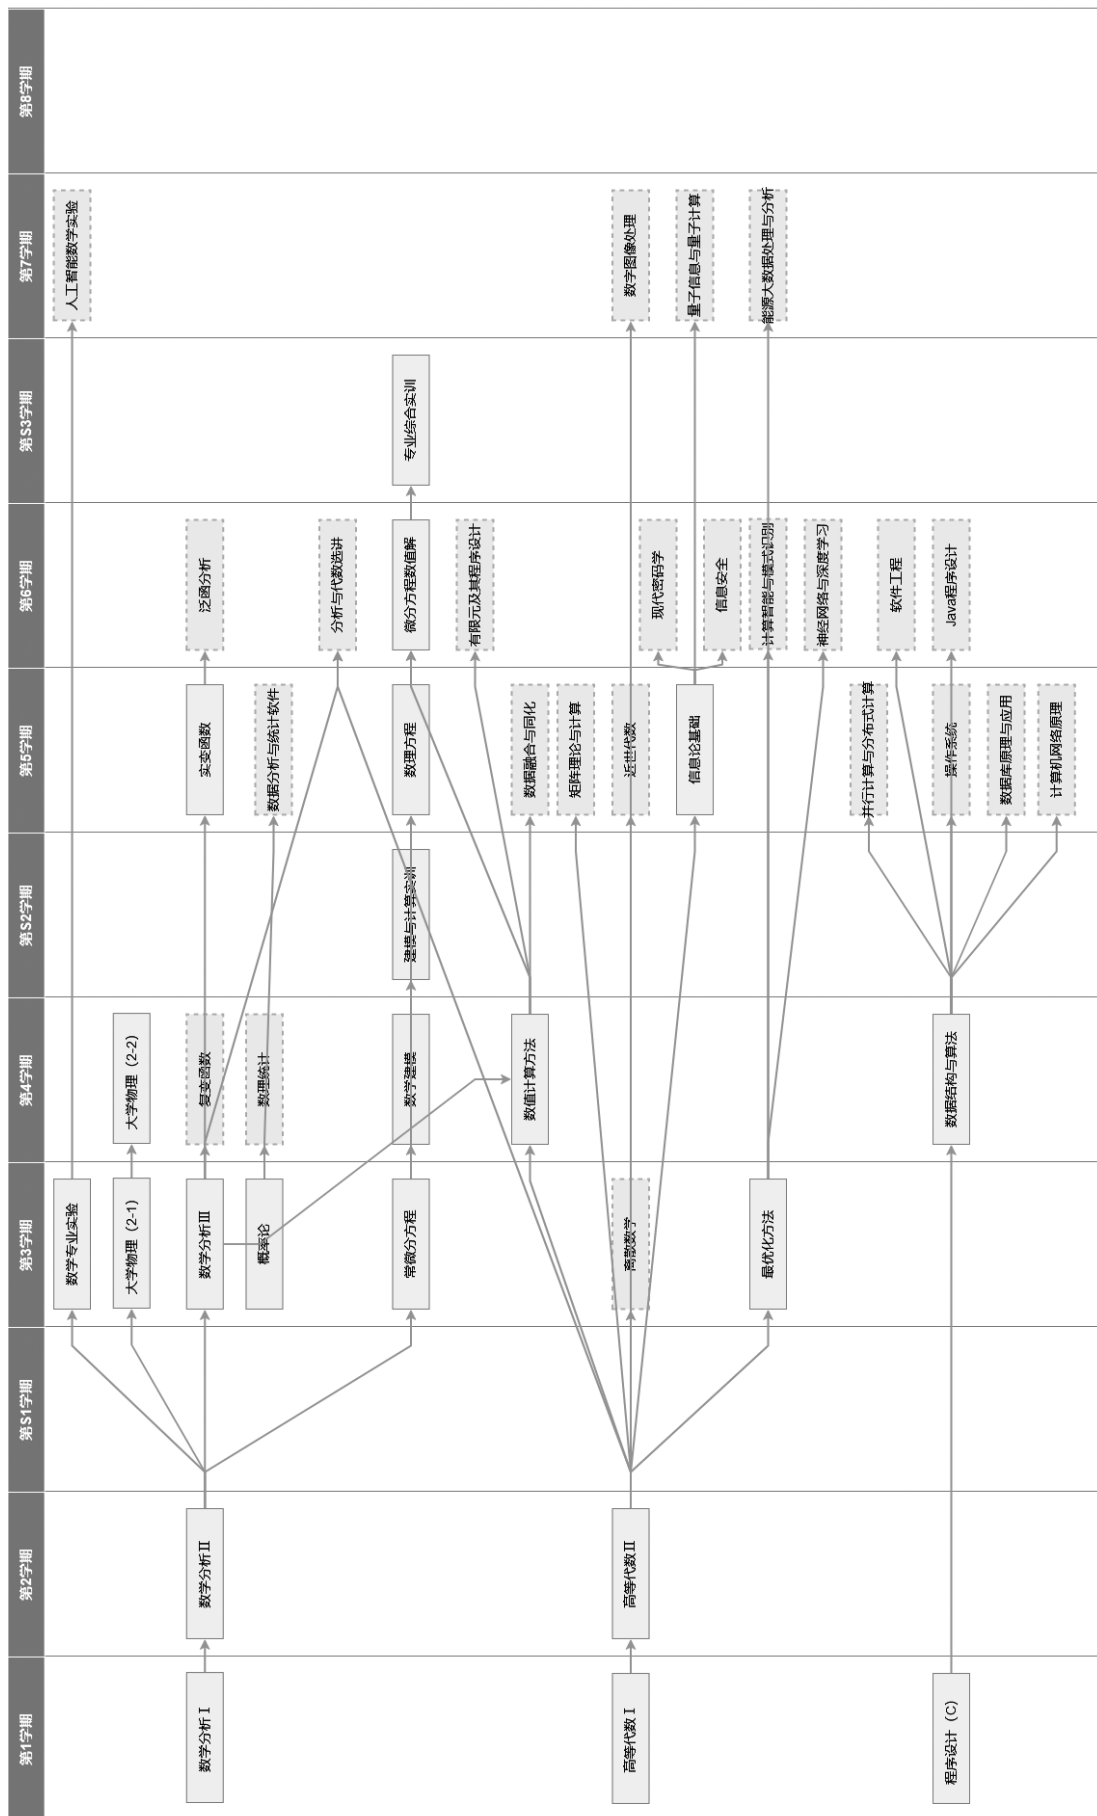 第1学期
数学分析Ⅰ
高等代数Ⅰ
程序设计（C）
第2学期
数学分析Ⅱ
高等代数Ⅱ
第S1学期
第3学期
数学专业实验
大学物理（2-1）
数学分析Ⅲ
概率论
常微分方程
离散数学
最优化方法
第4学期
大学物理（2-2）
复变函数
数理统计
数学建模
数值计算方法
数据结构与算法
第S2学期
建模与计算实训
第5学期
实变函数
数据分析与统计软件
数理方程
数据融合与同化
矩阵理论与计算
近世代数
信息论基础
并行计算与分布式计算
操作系统
数据库原理与应用
计算机网络原理
第6学期
泛函分析
分析与代数选讲
微分方程数值解
有限元及其程序设计
现代密码学
信息安全
计算智能与模式识别
神经网络与深度学习
软件工程
Java程序设计
第S3学期
专业综合实训
第7学期
人工智能数学实验
数字图像处理
量子信息与量子计算
能源大数据处理与分析
第8学期